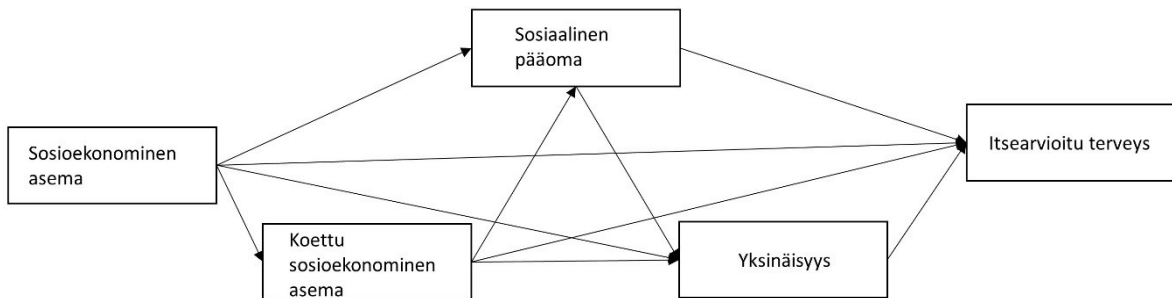 Sosiaalinen
pääoma
Sosioekonominen
asema
Itsearvioitu terveys
Koettu
sosioekonominen
asema
Yksinäisyys